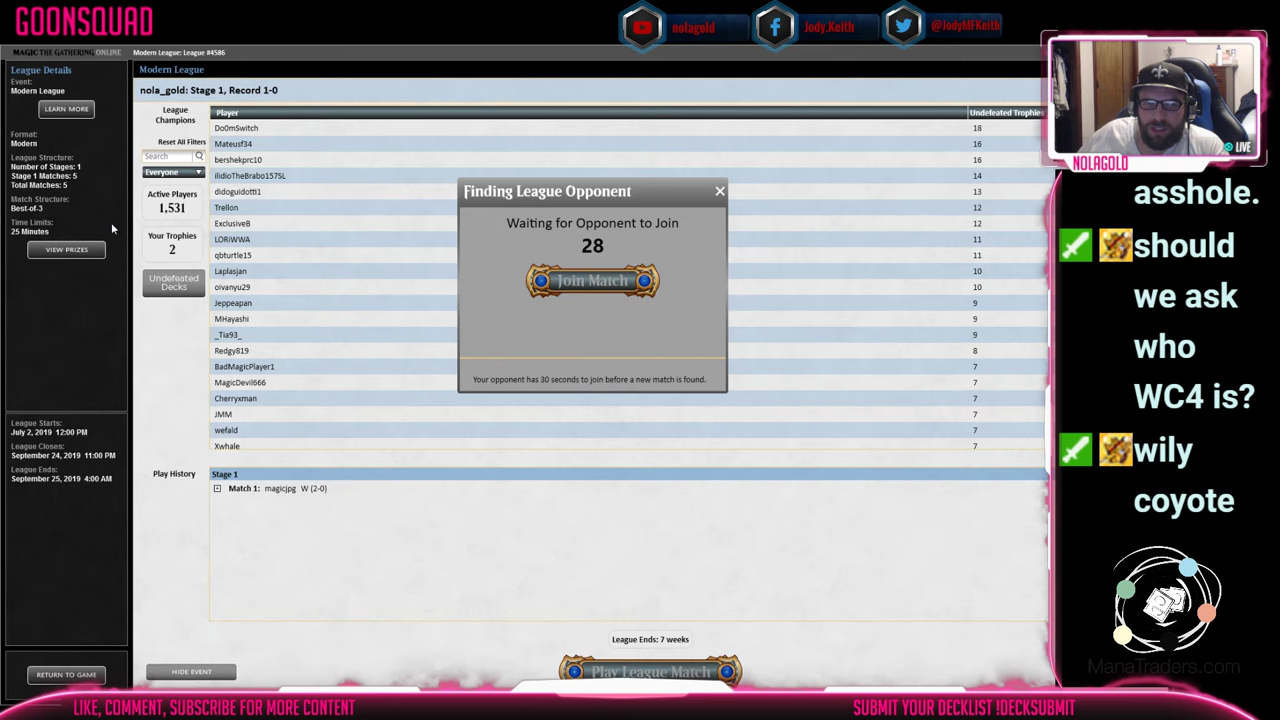 GOONSQUAD
nolagold
Jody.Keith
@JodyMFKeith
MAGIC THE GATHERING ONLINE
Modern League: League #4586
League Details
Event:
Modern League
LEARN MORE
Format:
Modern
League Structure:
Number of Stages: 1
Stage 1 Matches: 5
Total Matches: 5
Match Structure:
Best-of-3
Time Limits:
25 Minutes
VIEW PRIZES
League Starts:
July 2, 2019 12:00 PM
League Closes:
September 24, 2019 11:00 PM
League Ends:
September 25, 2019 4:00 AM
RETURN TO GAME
Modern League
nola_gold: Stage 1, Record 1-0
League
Champions
Reset All Filters
Search
Everyone
Active Players
1,531
Your Trophies
2
Undefeated
Decks
Player Undefeated Trophies
Do0mSwitch 18
Mateusf34 16
bershekprc10 16
ilidioTheBrabo157SL 14
didoguidotti1 13
Trellon 12
ExclusiveB 12
LORiWWA 11
qbturtle15 11
Laplasjan 10
oivanyu29 10
Jeppeapan 9
MHayashi 9
_Tia93_ 9
Redgy819 8
BadMagicPlayer1 7
MagicDevil666 7
Cherryxman 7
JMM 7
wefald 7
Xwhale 7
Finding League Opponent
Waiting for Opponent to Join
28
Join Match
Your opponent has 30 seconds to join before a new match is found.
Play History
Stage 1
Match 1: magicjpg W (2-0)
League Ends: 7 weeks
HIDE EVENT
Play League Match
LIVE
NOLAGOLD
asshole.
should
we ask
who
WC4 is?
wily
coyote
ManaTraders.com
LIKE, COMMENT, SUBSCRIBE FOR MORE CONTENT
SUBMIT YOUR DECKLIST !DECKSUBMIT